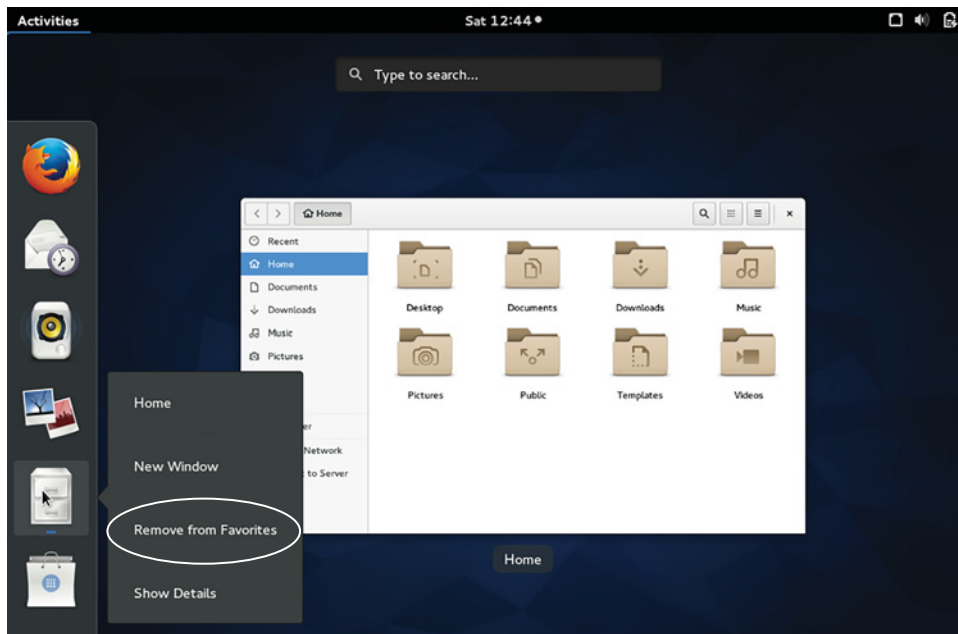 Activities
Sat 12:44
Type to search...
Home
Recent
Home
Documents
Downloads
Music
Pictures
er
Network
to Server
Desktop
Documents
Downloads
Music
Pictures
Public
Templates
Videos
Home
New Window
Remove from Favorites
Show Details
Home